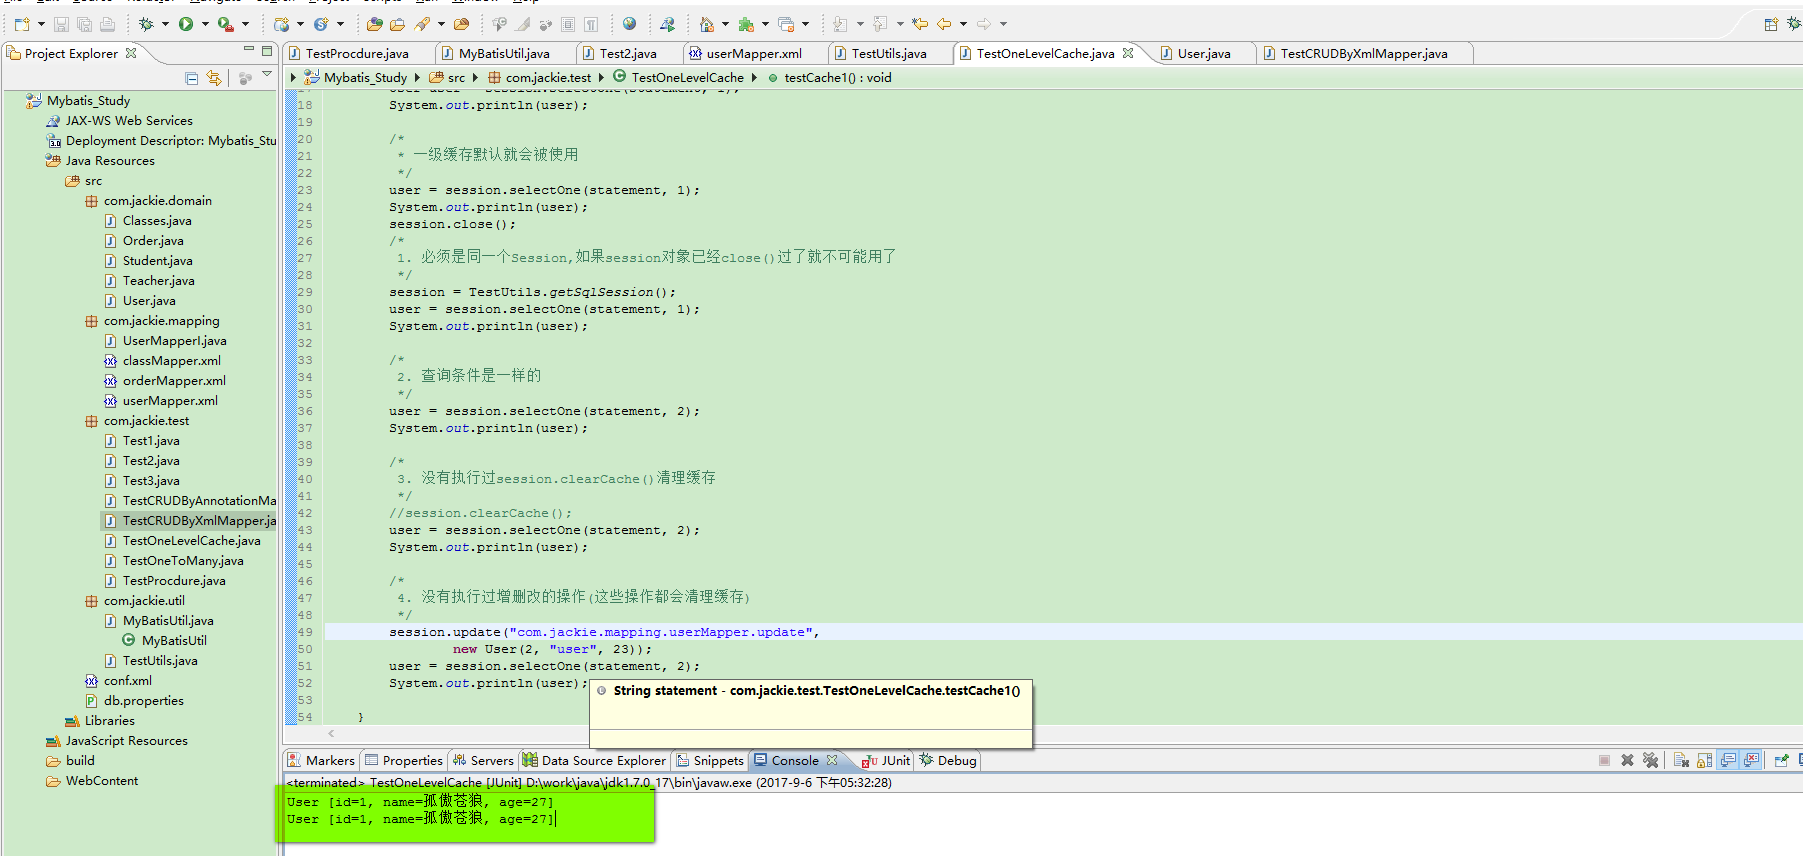 TestProcdure.java
MyBatisUtil.java
Test2.java
userMapper.xml
TestUtils.java
TestOneLevelCache.java
User.java
TestCRUDByXmlMapper.java
Project Explorer
Mybatis_Study
src
com.jackie.test
TestOneLevelCache
testCache1() : void
Mybatis_Study
JAX-WS Web Services
Deployment Descriptor: Mybatis_Stu
Java Resources
src
com.jackie.domain
Classes.java
Order.java
Student.java
Teacher.java
User.java
com.jackie.mapping
UserMapperI.java
classMapper.xml
orderMapper.xml
userMapper.xml
com.jackie.test
Test1.java
Test2.java
Test3.java
TestCRUDByAnnotationMa
TestCRUDByXmlMapper.ja
TestOneLevelCache.java
TestOneToMany.java
TestProcdure.java
com.jackie.util
MyBatisUtil.java
MyBatisUtil
TestUtils.java
conf.xml
db.properties
Libraries
JavaScript Resources
build
WebContent
18 System.out.println(user);
19
20 /*
21 * 一级缓存默认就会被使用
22 */
23 user = session.selectOne(statement, 1);
24 System.out.println(user);
25 session.close();
26 /*
27 1. 必须是同一个Session,如果session对象已经close()过了就不可能用了
28 */
29 session = TestUtils.getSqlSession();
30 user = session.selectOne(statement, 1);
31 System.out.println(user);
32
33 /*
34 2. 查询条件是一样的
35 */
36 user = session.selectOne(statement, 2);
37 System.out.println(user);
38
39 /*
40 3. 没有执行过session.clearCache()清理缓存
41 */
42 //session.clearCache();
43 user = session.selectOne(statement, 2);
44 System.out.println(user);
45
46 /*
47 4. 没有执行过增删改的操作(这些操作都会清理缓存)
48 */
49 session.update("com.jackie.mapping.userMapper.update",
50 new User(2, "user", 23));
51 user = session.selectOne(statement, 2);
52 System.out.println(user);
53
54 }
String statement - com.jackie.test.TestOneLevelCache.testCache1()
Markers
Properties
Servers
Data Source Explorer
Snippets
Console
JUnit
Debug
<terminated> TestOneLevelCache [JUnit] D:\work\java\jdk1.7.0_17\bin\javaw.exe (2017-9-6 下午05:32:28)
User [id=1, name=孤傲苍狼, age=27]
User [id=1, name=孤傲苍狼, age=27]